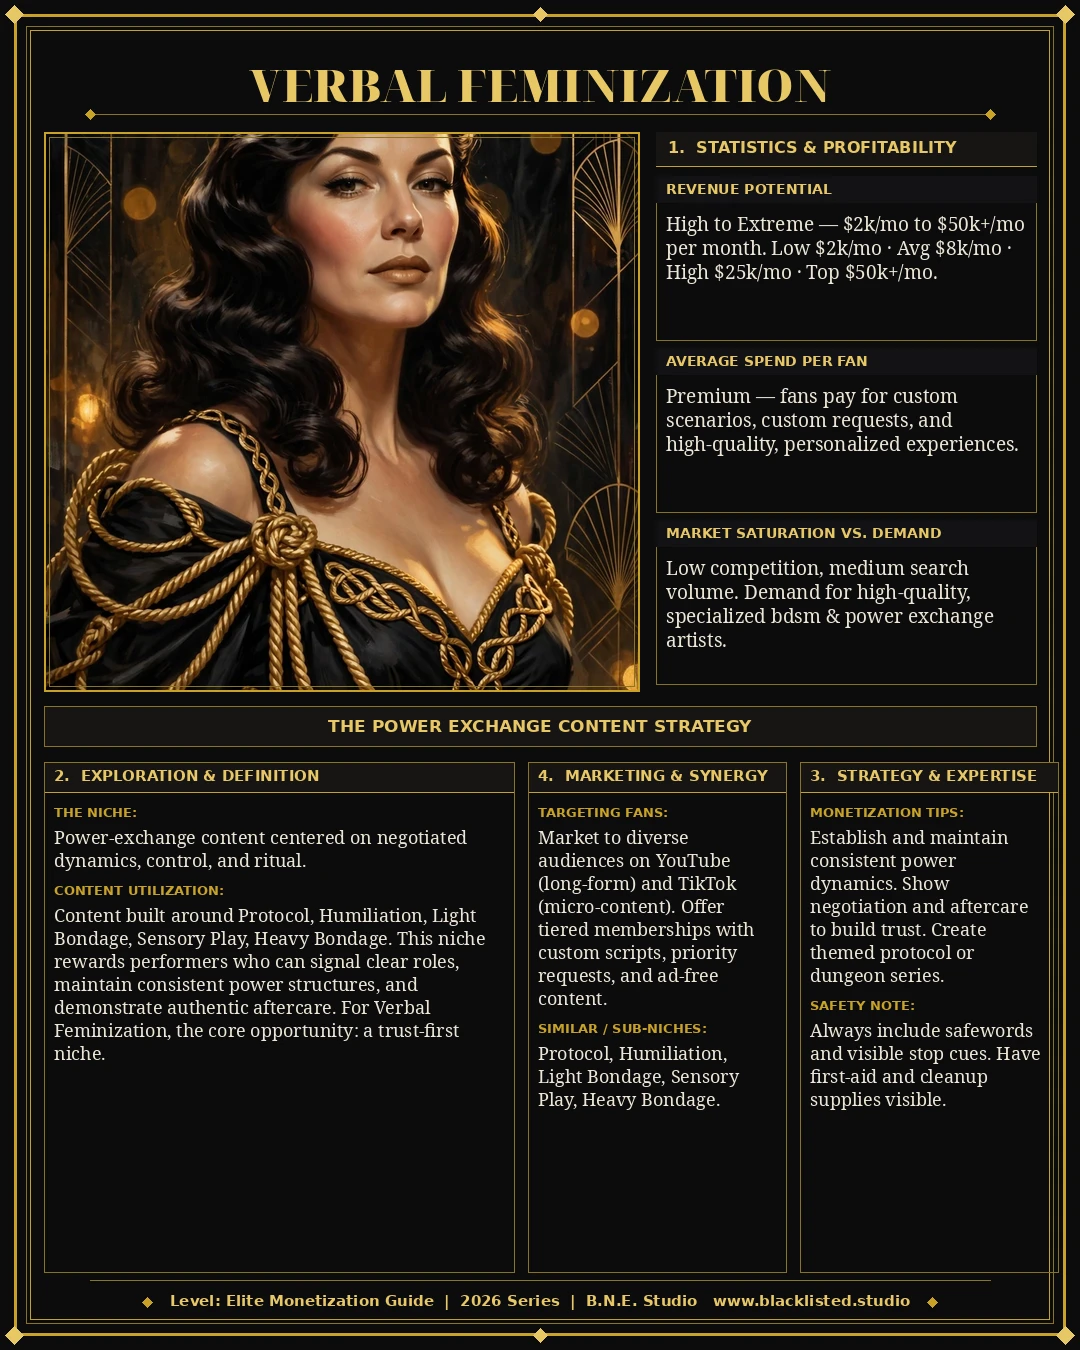 VERBAL FEMINIZATION
1. STATISTICS & PROFITABILITY
REVENUE POTENTIAL
High to Extreme — $2k/mo to $50k+/mo
per month. Low $2k/mo · Avg $8k/mo ·
High $25k/mo · Top $50k+/mo.
AVERAGE SPEND PER FAN
Premium — fans pay for custom
scenarios, custom requests, and
high-quality, personalized experiences.
MARKET SATURATION VS. DEMAND
Low competition, medium search
volume. Demand for high-quality,
specialized bdsm & power exchange
artists.
THE POWER EXCHANGE CONTENT STRATEGY
2. EXPLORATION & DEFINITION
THE NICHE:
Power-exchange content centered on negotiated
dynamics, control, and ritual.
CONTENT UTILIZATION:
Content built around Protocol, Humiliation, Light
Bondage, Sensory Play, Heavy Bondage. This niche
rewards performers who can signal clear roles,
maintain consistent power structures, and
demonstrate authentic aftercare. For Verbal
Feminization, the core opportunity: a trust-first
niche.
4. MARKETING & SYNERGY
TARGETING FANS:
Market to diverse
audiences on YouTube
(long-form) and TikTok
(micro-content). Offer
tiered memberships with
custom scripts, priority
requests, and ad-free
content.
SIMILAR / SUB-NICHES:
Protocol, Humiliation,
Light Bondage, Sensory
Play, Heavy Bondage.
3. STRATEGY & EXPERTISE
MONETIZATION TIPS:
Establish and maintain
consistent power
dynamics. Show
negotiation and aftercare
to build trust. Create
themed protocol or
dungeon series.
SAFETY NOTE:
Always include safewords
and visible stop cues. Have
first-aid and cleanup
supplies visible.
Level: Elite Monetization Guide | 2026 Series | B.N.E. Studio www.blacklisted.studio